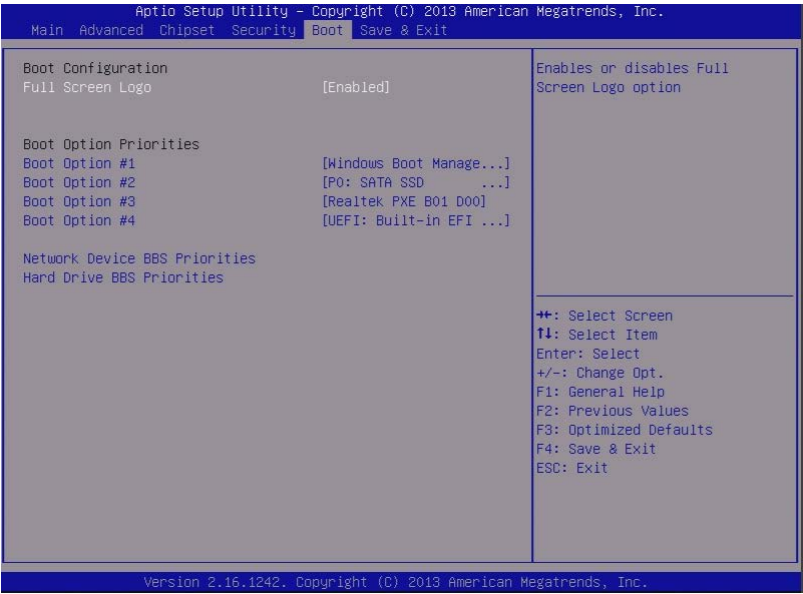 Aptio Setup Utility – Copyright (C) 2013 American Megatrends, Inc.
Main Advanced Chipset Security Boot Save & Exit
Boot Configuration
Full Screen Logo [Enabled]
Boot Option Priorities
Boot Option #1 [Windows Boot Manage...]
Boot Option #2 [P0: SATA SSD ...]
Boot Option #3 [Realtek PXE B01 D00]
Boot Option #4 [UEFI: Built-in EFI ...]
Network Device BBS Priorities
Hard Drive BBS Priorities
Enables or disables Full
Screen Logo option
→←: Select Screen
↑↓: Select Item
Enter: Select
+/-: Change Opt.
F1: General Help
F2: Previous Values
F3: Optimized Defaults
F4: Save & Exit
ESC: Exit
Version 2.16.1242. Copyright (C) 2013 American Megatrends, Inc.